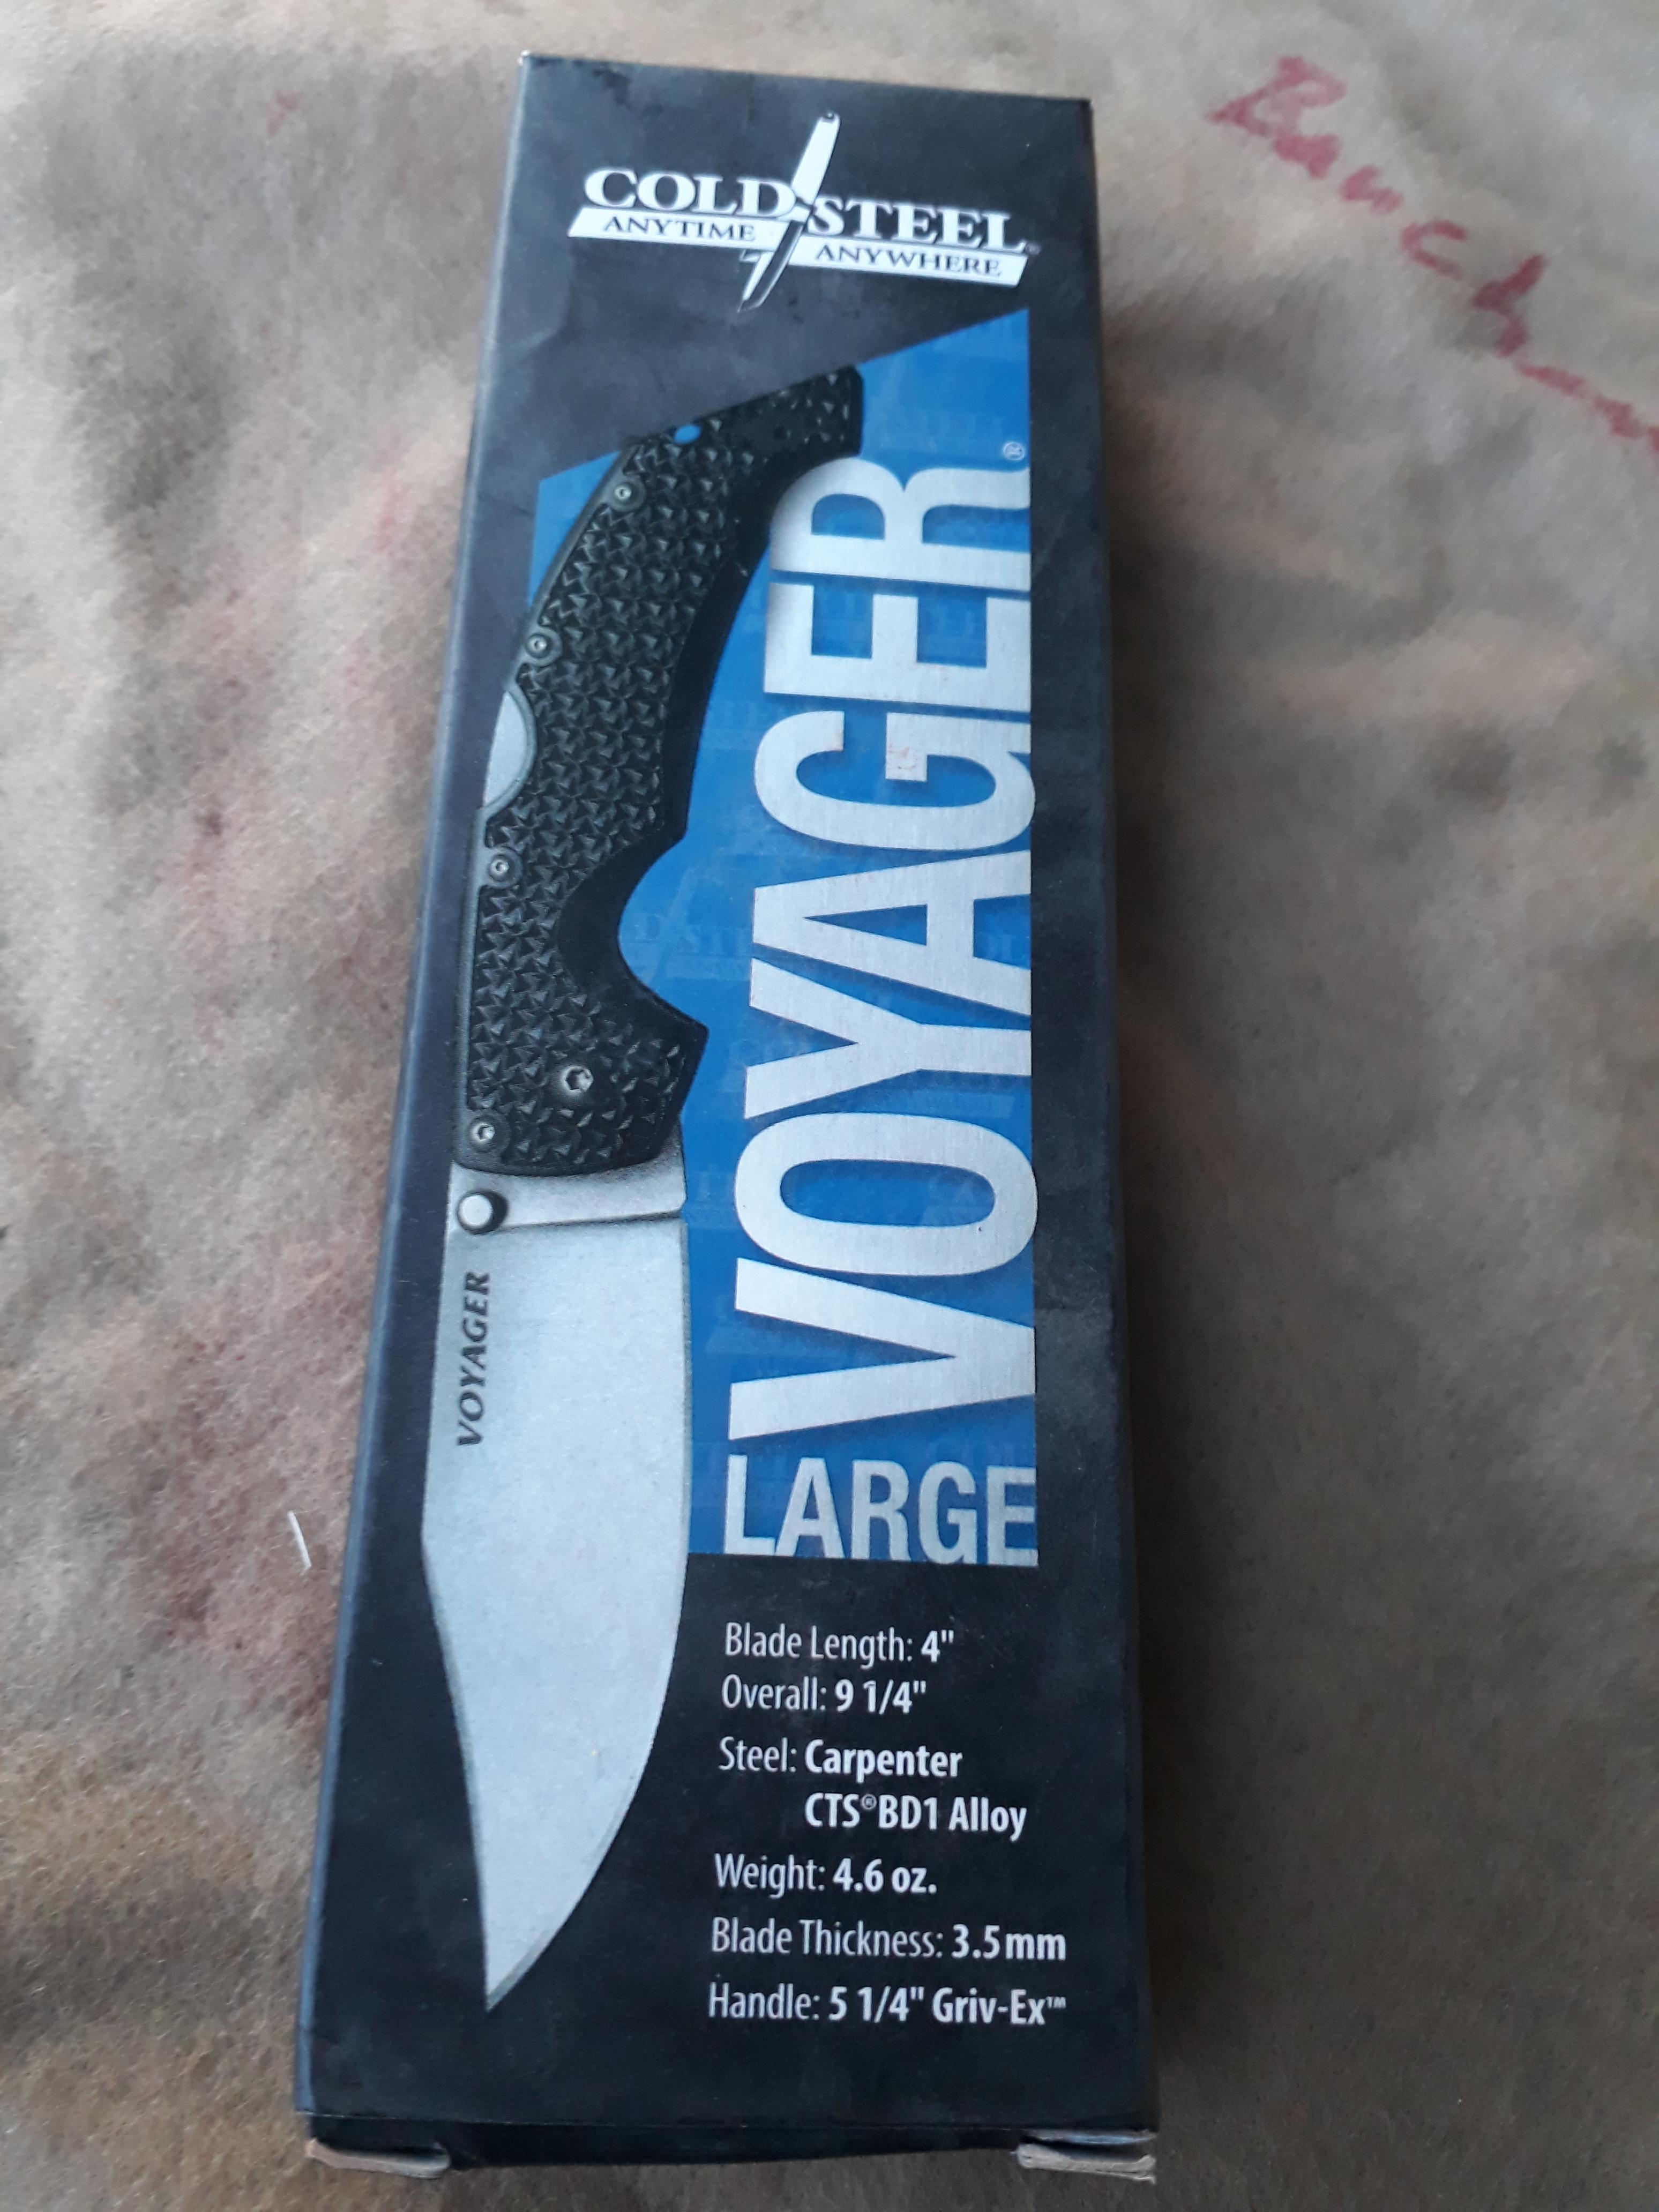 COLD STEEL®
ANYTIME ANYWHERE
VOYAGER®
LARGE
VOYAGER
Blade Length: 4"
Overall: 9 1/4"
Steel: Carpenter
CTS® BD1 Alloy
Weight: 4.6 oz.
Blade Thickness: 3.5mm
Handle: 5 1/4" Griv-Ex™